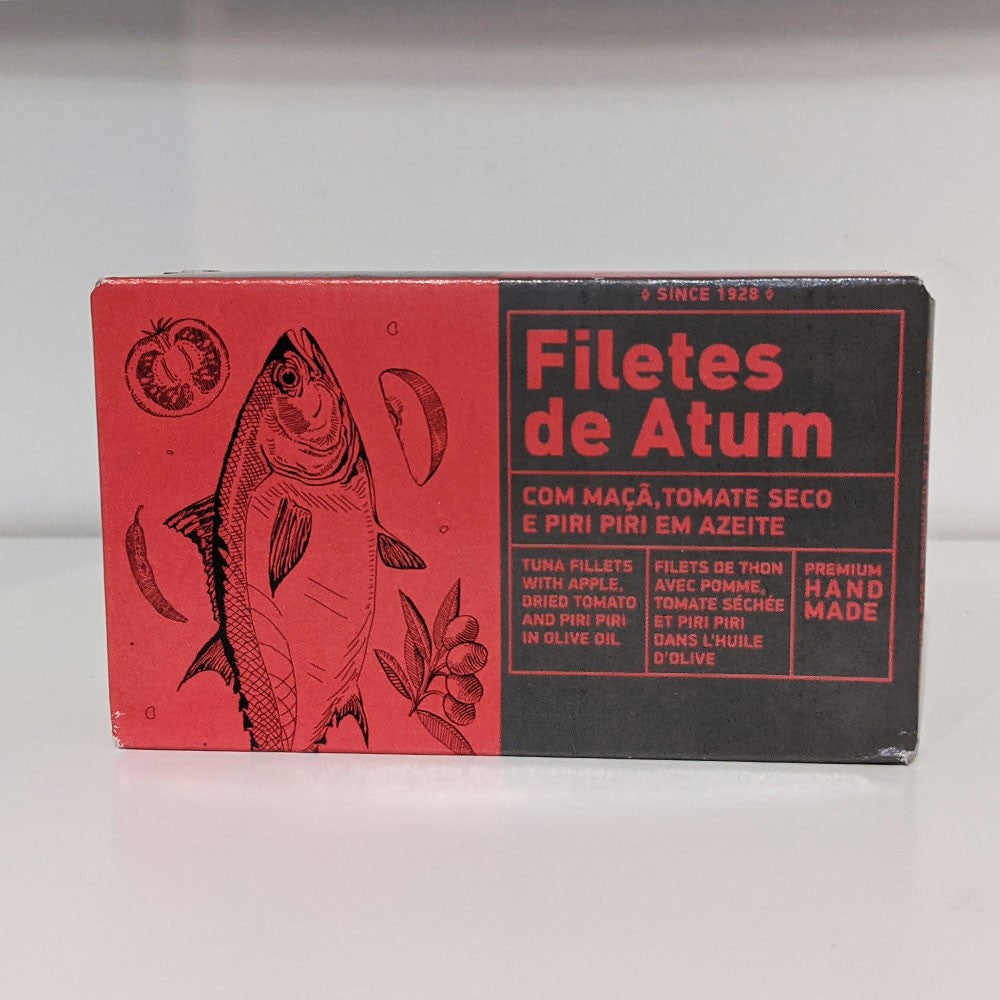 ◊ SINCE 1928 ◊
Filetes
de Atum
COM MAÇÃ, TOMATE SECO
E PIRI PIRI EM AZEITE
TUNA FILLETS
WITH APPLE,
DRIED TOMATO
AND PIRI PIRI
IN OLIVE OIL
FILETS DE THON
AVEC POMME,
TOMATE SÉCHÉE
ET PIRI PIRI
DANS L'HUILE
D'OLIVE
PREMIUM
HAND
MADE